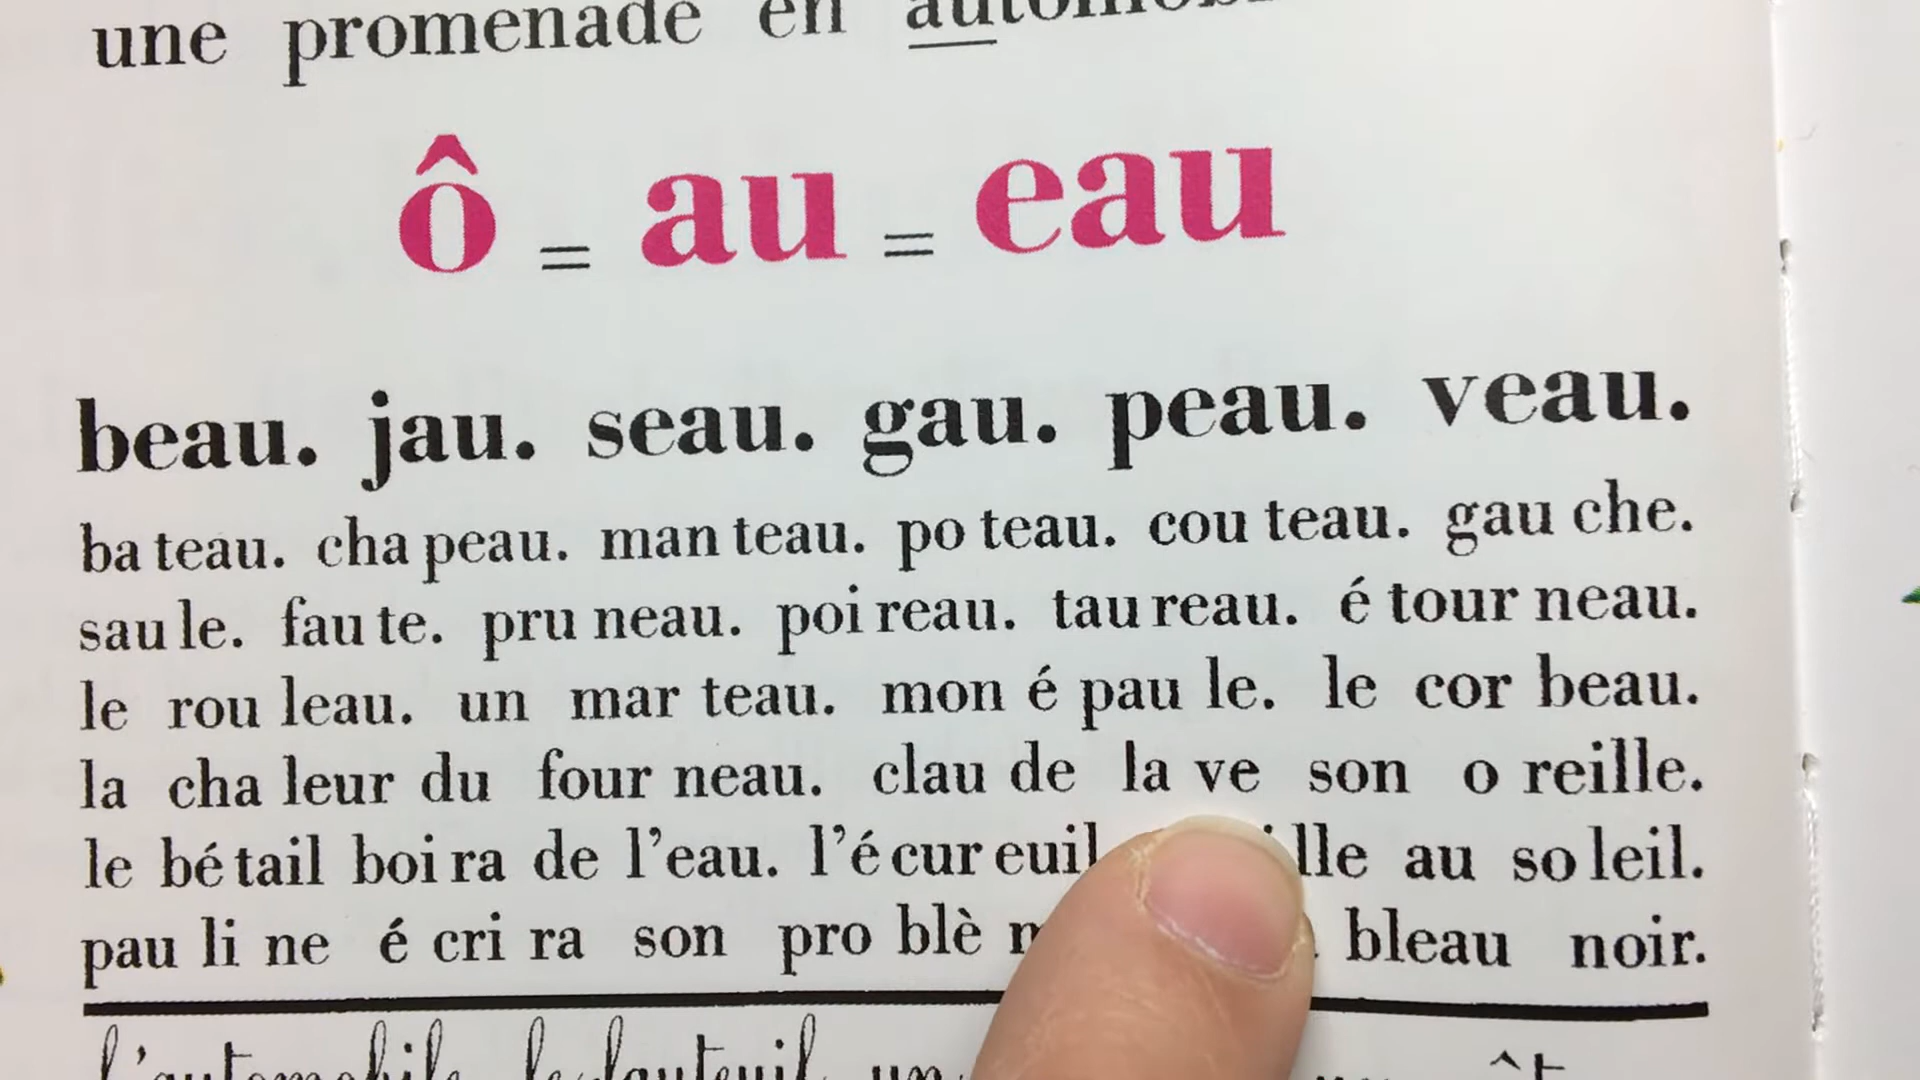 une promenade en
ô = au = eau
beau. jau. seau. gau. peau. veau.
ba teau. cha peau. man teau. po teau. cou teau. gau che.
sau le. fau te. pru neau. poi reau. tau reau. é tour neau.
le rou leau. un mar teau. mon é pau le. le cor beau.
la cha leur du four neau. clau de la ve son o reille.
le bé tail boi ra de l'eau. l'é cur euil au so leil.
pau li ne é cri ra son pro blè bleau noir.
l'automobile le fauteuil un